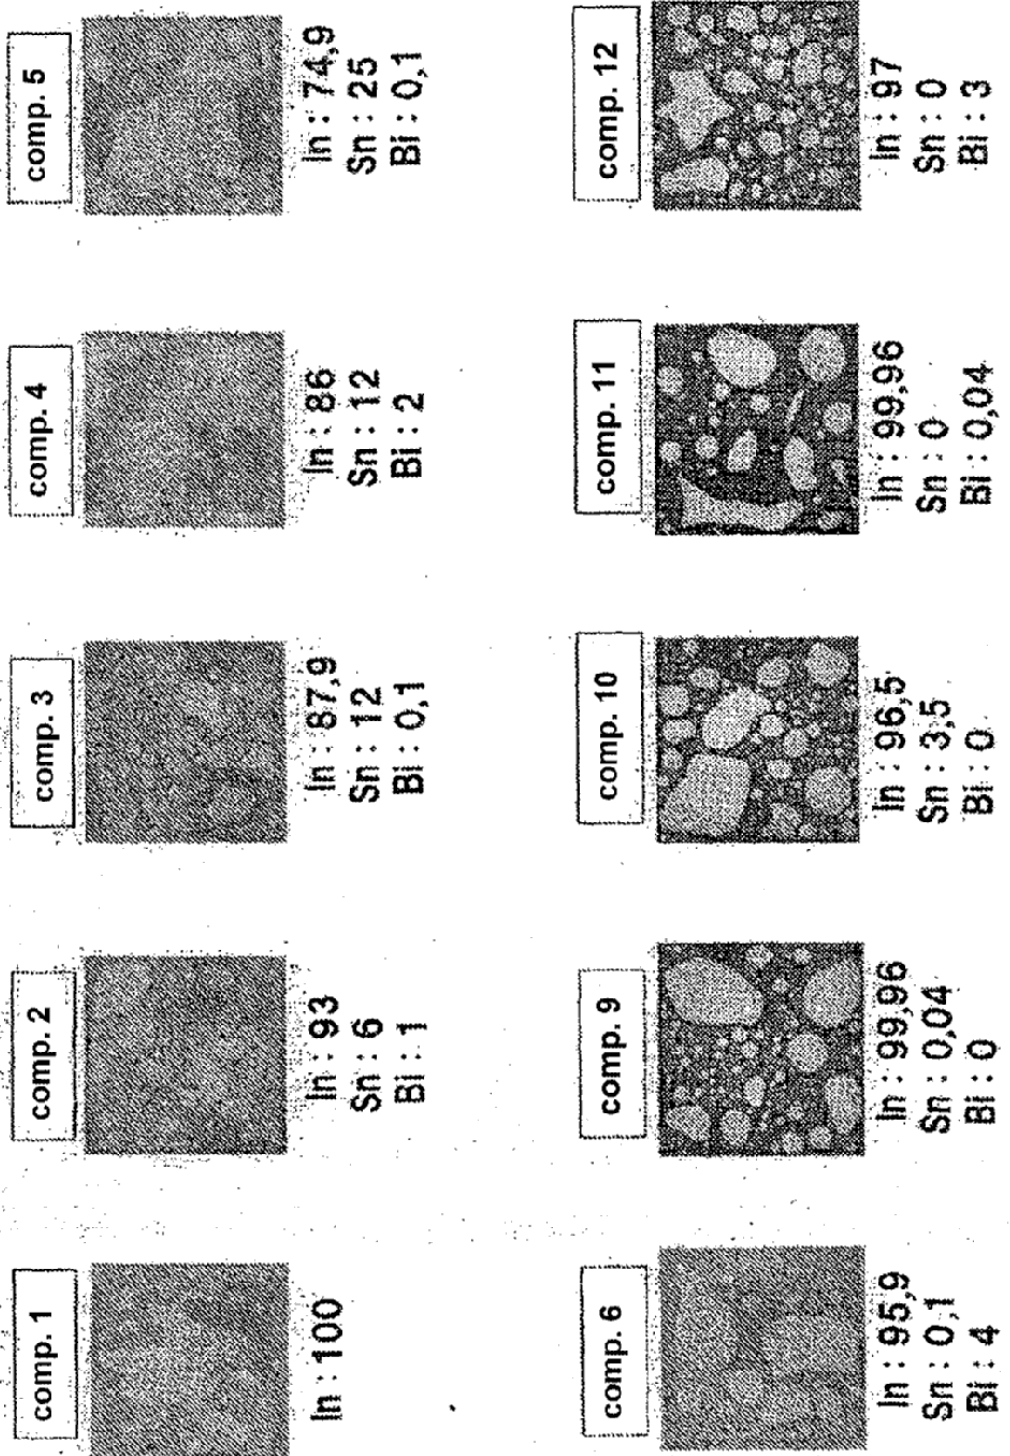 comp. 1
In : 100
comp. 2
In : 93
Sn : 6
Bi : 1
comp. 3
In : 87,9
Sn : 12
Bi : 0,1
comp. 4
In : 86
Sn : 12
Bi : 2
comp. 5
In : 74,9
Sn : 25
Bi : 0,1
comp. 6
In : 95,9
Sn : 0,1
Bi : 4
comp. 9
In : 99,96
Sn : 0,04
Bi : 0
comp. 10
In : 96,5
Sn : 3,5
Bi : 0
comp. 11
In : 99,96
Sn : 0
Bi : 0,04
comp. 12
In : 97
Sn : 0
Bi : 3